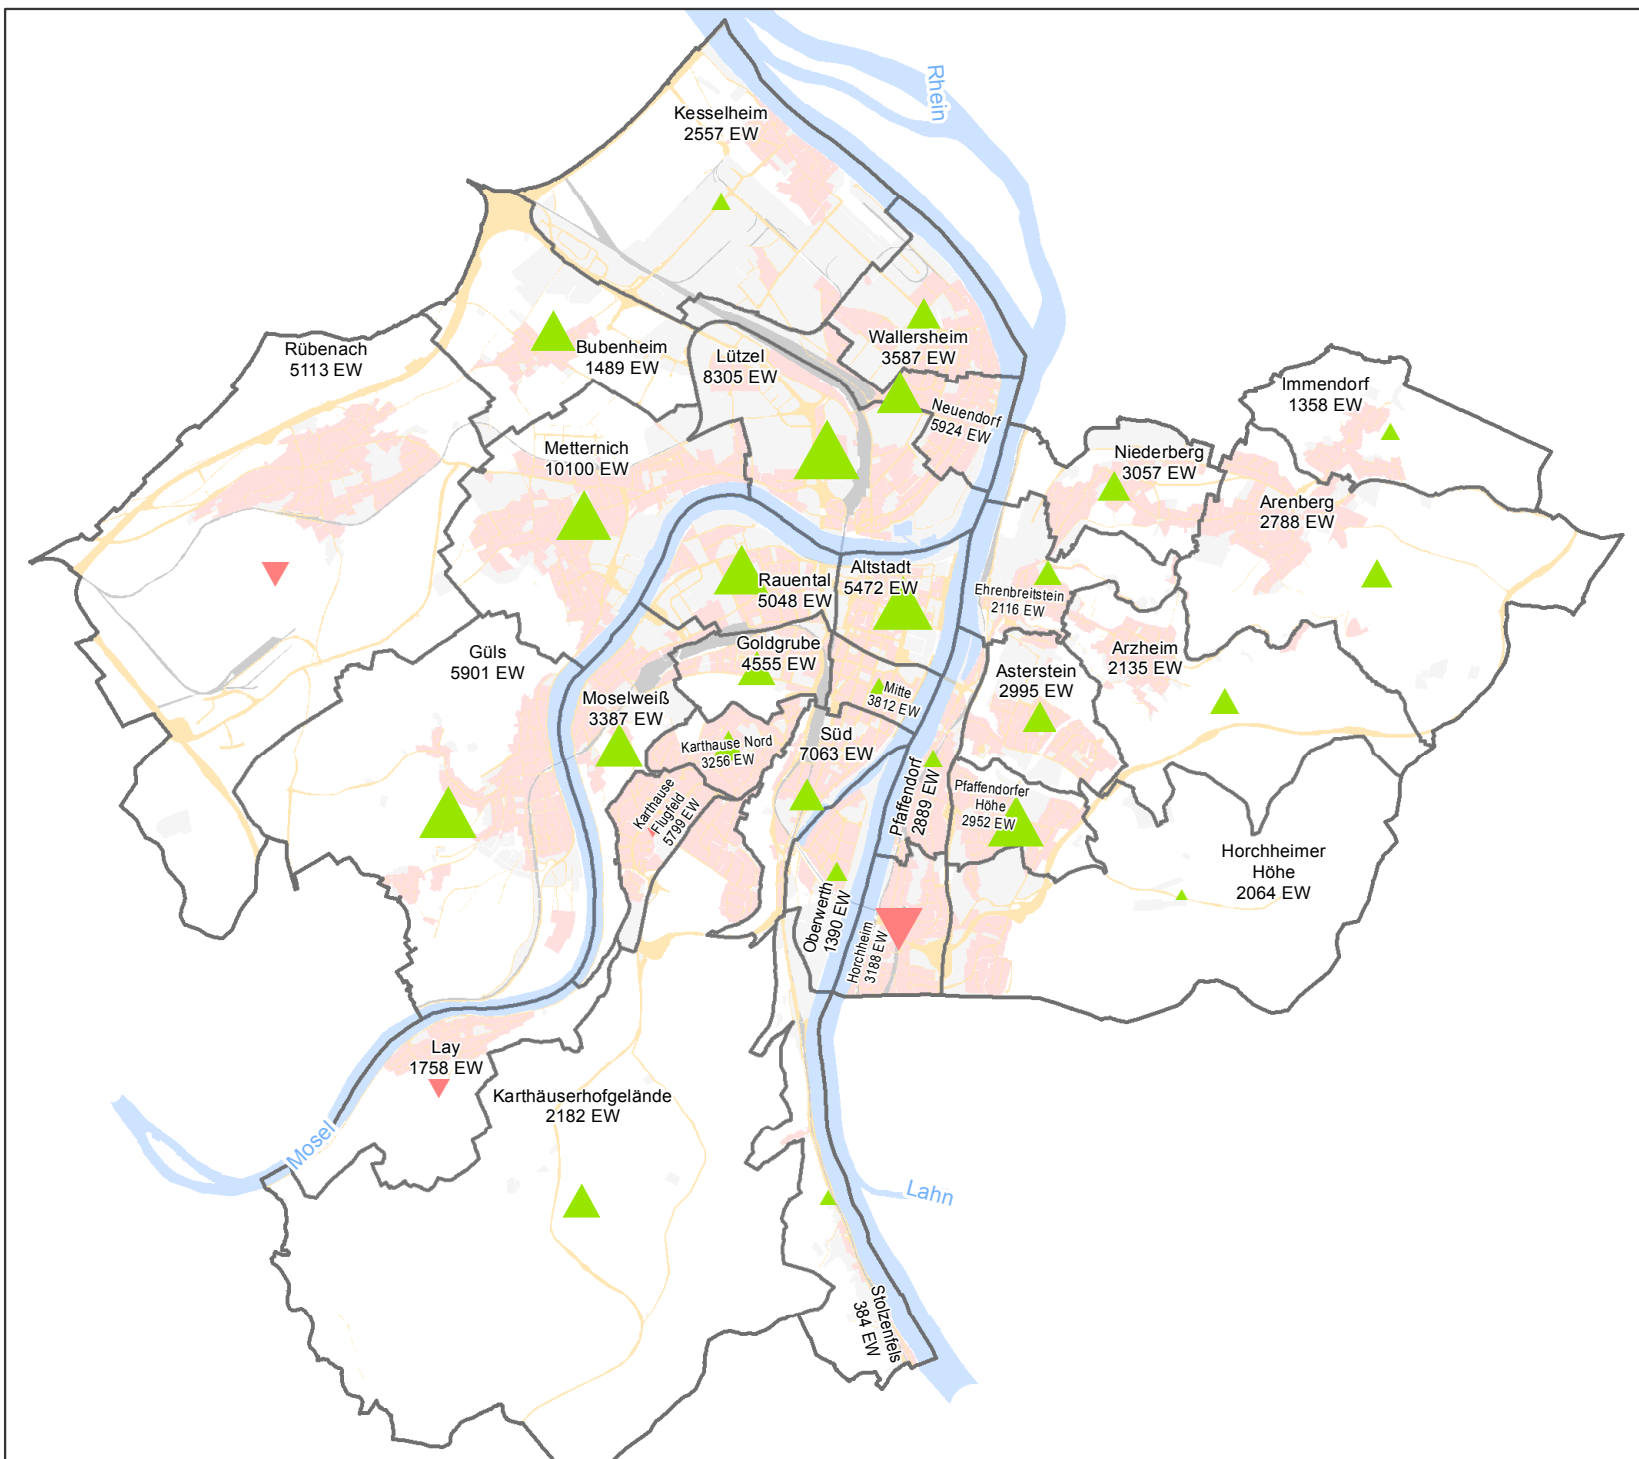 Rhein
Kesselheim
2557 EW
Wallersheim
3587 EW
Rübenach
5113 EW
Bubenheim
1489 EW
Lützel
8305 EW
Neuendorf
5924 EW
Immendorf
1358 EW
Metternich
10100 EW
Niederberg
3057 EW
Arenberg
2788 EW
Rauental
5048 EW
Altstadt
5472 EW
Ehrenbreitstein
2116 EW
Güls
5901 EW
Goldgrube
4555 EW
Arzheim
2135 EW
Asterstein
2995 EW
Moselweiß
3387 EW
Mitte
3812 EW
Karthause Nord
3256 EW
Süd
7063 EW
Karthause
Flugfeld
5799 EW
Pfaffendorf
2889 EW
Pfaffendorfer
Höhe
2952 EW
Horchheimer
Höhe
2064 EW
Oberwerth
1390 EW
Horchheim
3188 EW
Lay
1758 EW
Karthäuserhofgelände
2182 EW
Mosel
Lahn
Stolzenfels
384 EW